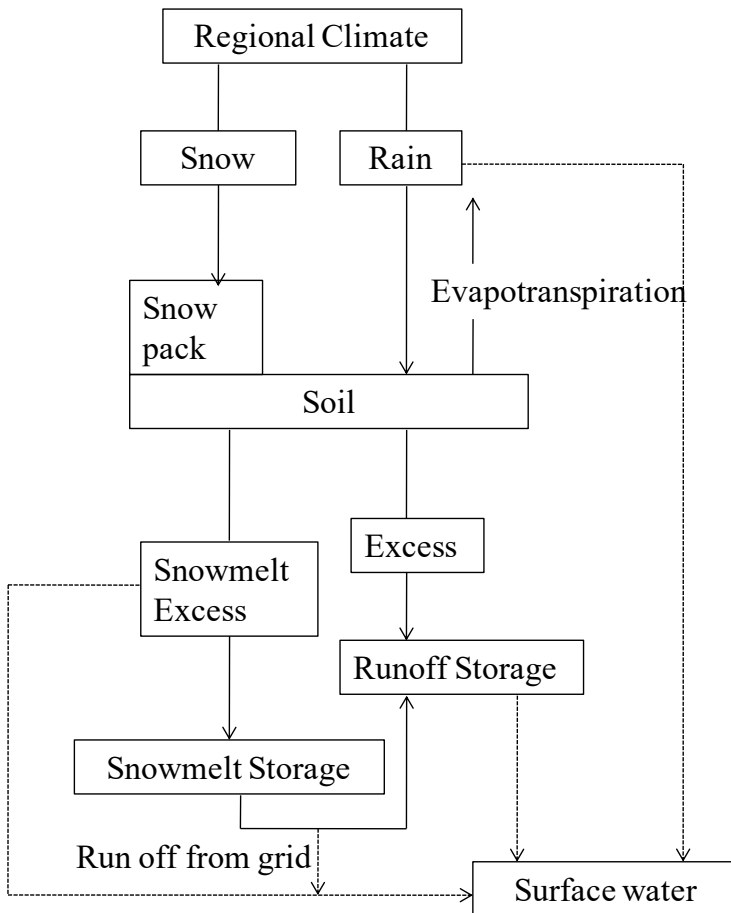 Regional Climate
Snow
Rain
Evapotranspiration
Snow
pack
Soil
Excess
Snowmelt
Excess
Runoff Storage
Snowmelt Storage
Run off from grid
Surface water